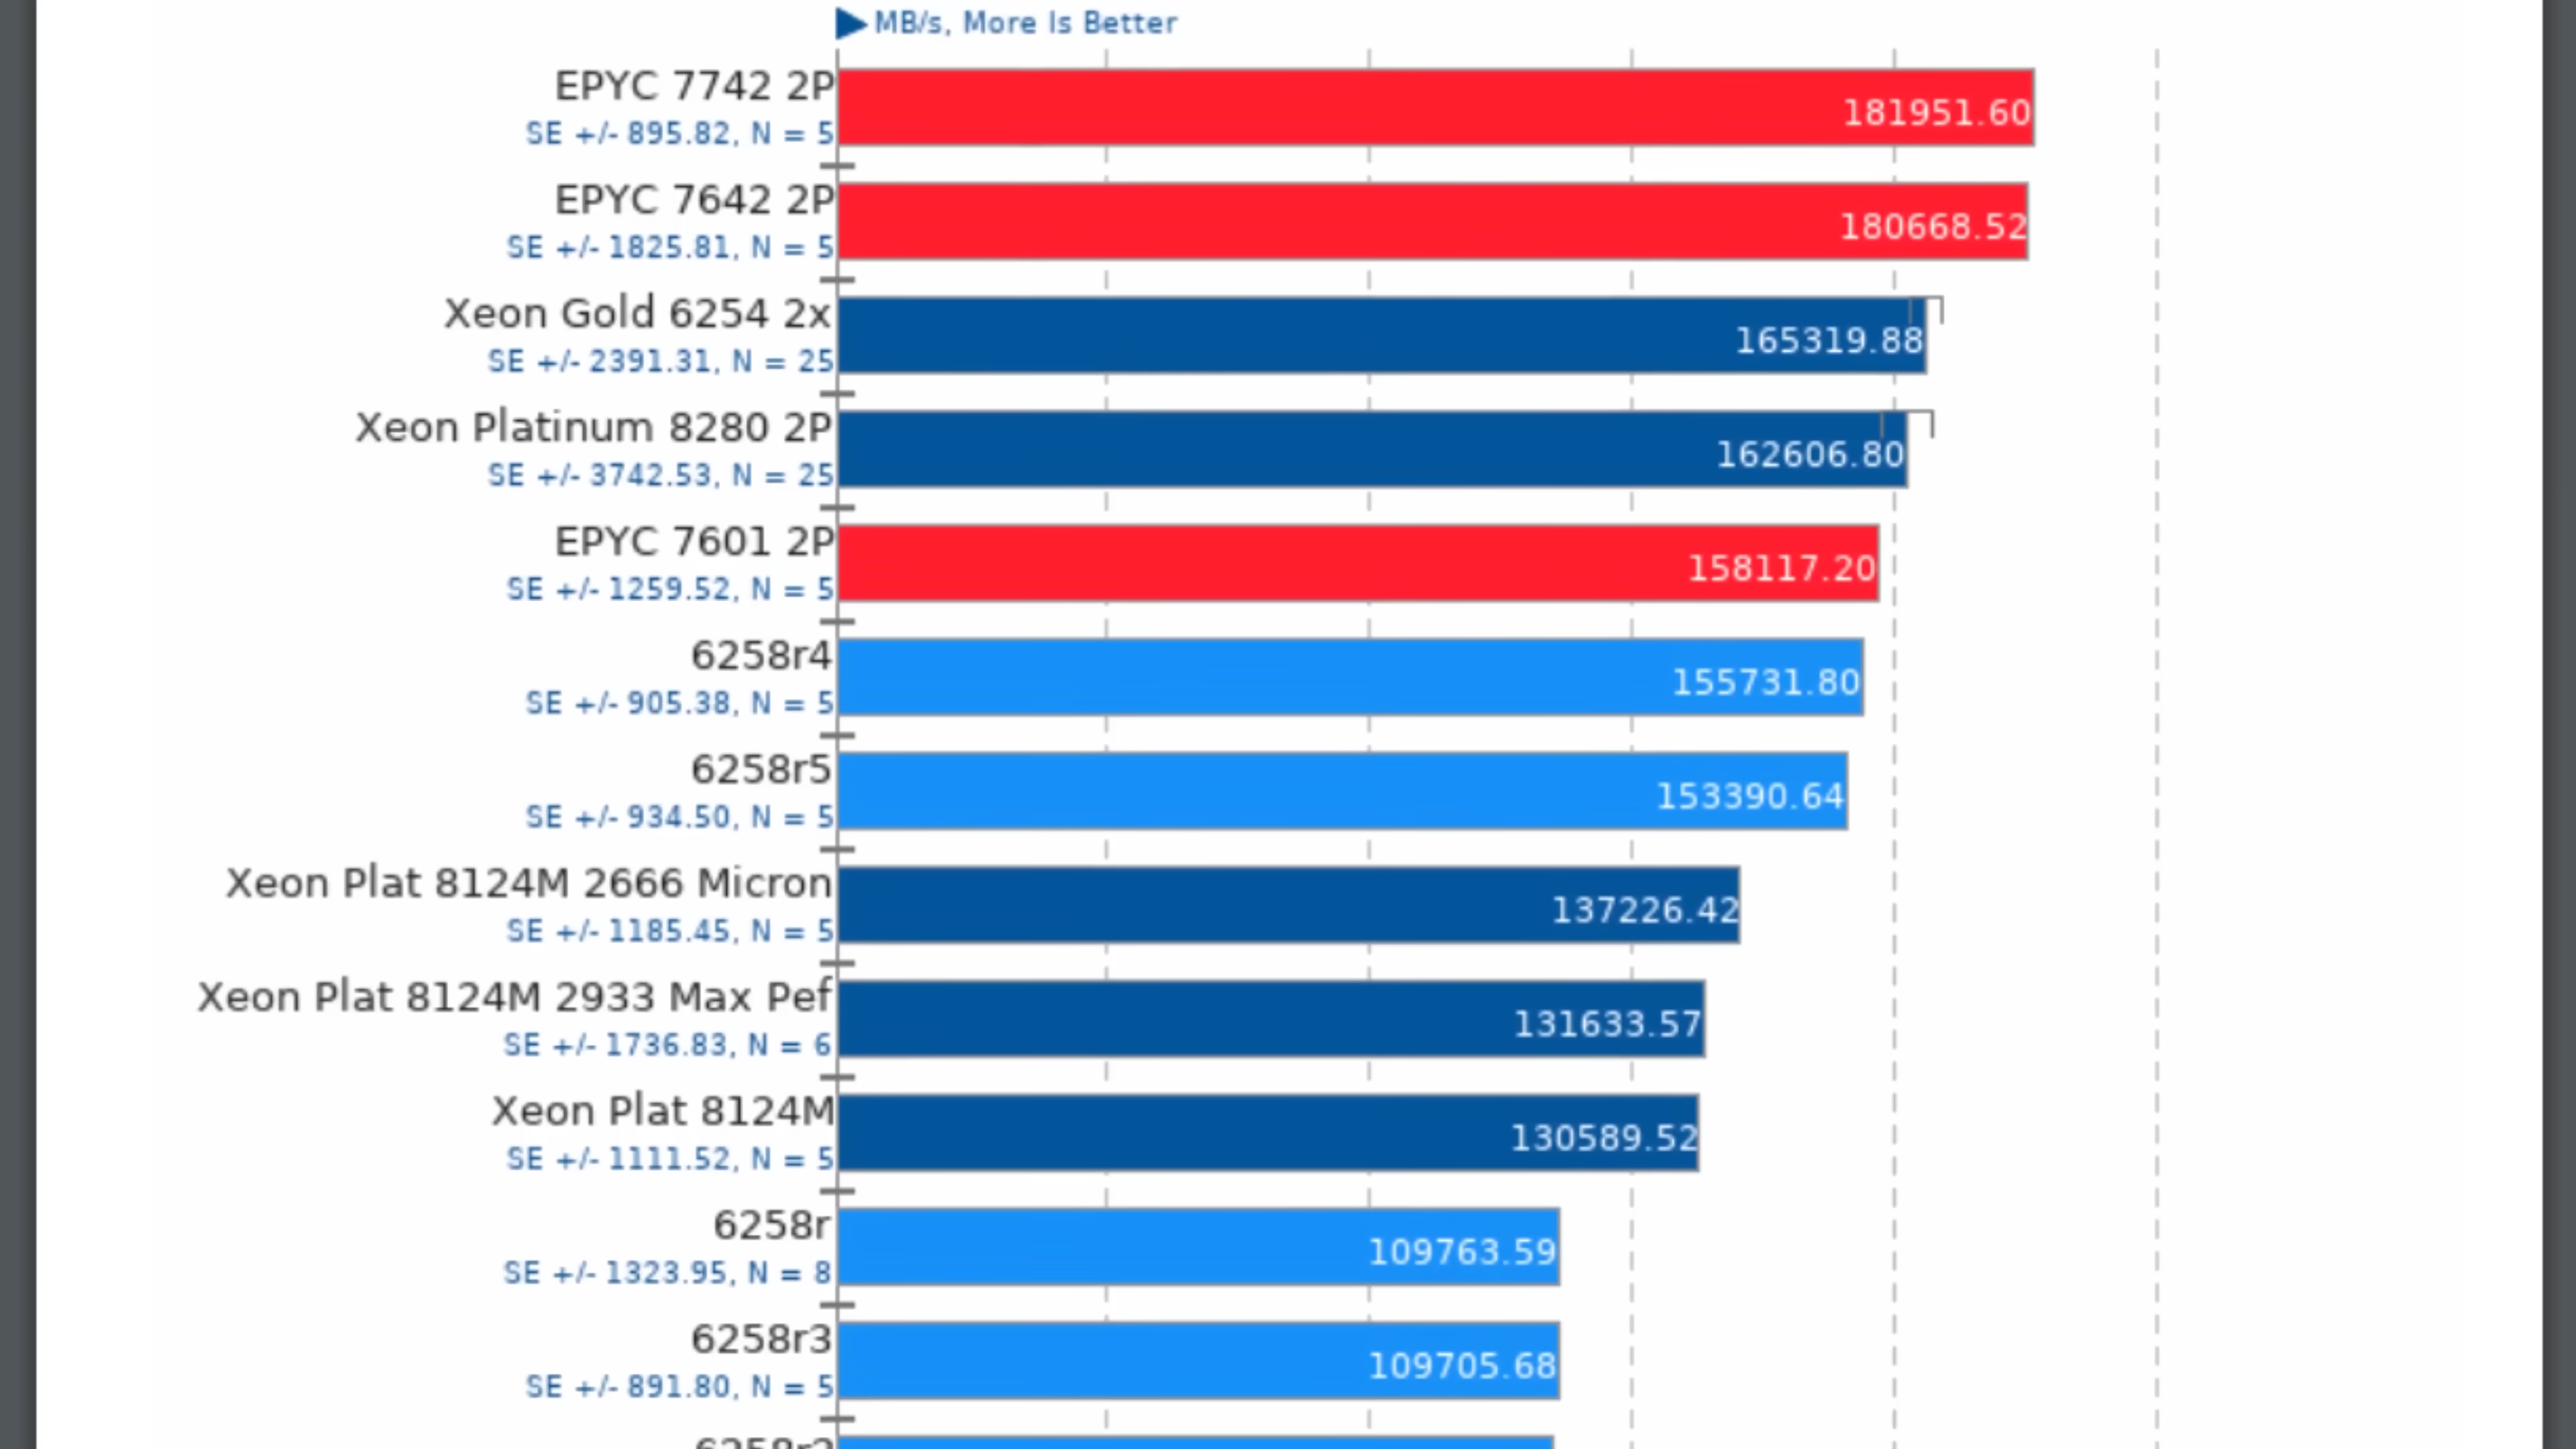 MB/s, More Is Better
EPYC 7742 2P
SE +/- 895.82, N = 5
181951.60
EPYC 7642 2P
SE +/- 1825.81, N = 5
180668.52
Xeon Gold 6254 2x
SE +/- 2391.31, N = 25
165319.88
Xeon Platinum 8280 2P
SE +/- 3742.53, N = 25
162606.80
EPYC 7601 2P
SE +/- 1259.52, N = 5
158117.20
6258r4
SE +/- 905.38, N = 5
155731.80
6258r5
SE +/- 934.50, N = 5
153390.64
Xeon Plat 8124M 2666 Micron
SE +/- 1185.45, N = 5
137226.42
Xeon Plat 8124M 2933 Max Pef
SE +/- 1736.83, N = 6
131633.57
Xeon Plat 8124M
SE +/- 1111.52, N = 5
130589.52
6258r
SE +/- 1323.95, N = 8
109763.59
6258r3
SE +/- 891.80, N = 5
109705.68